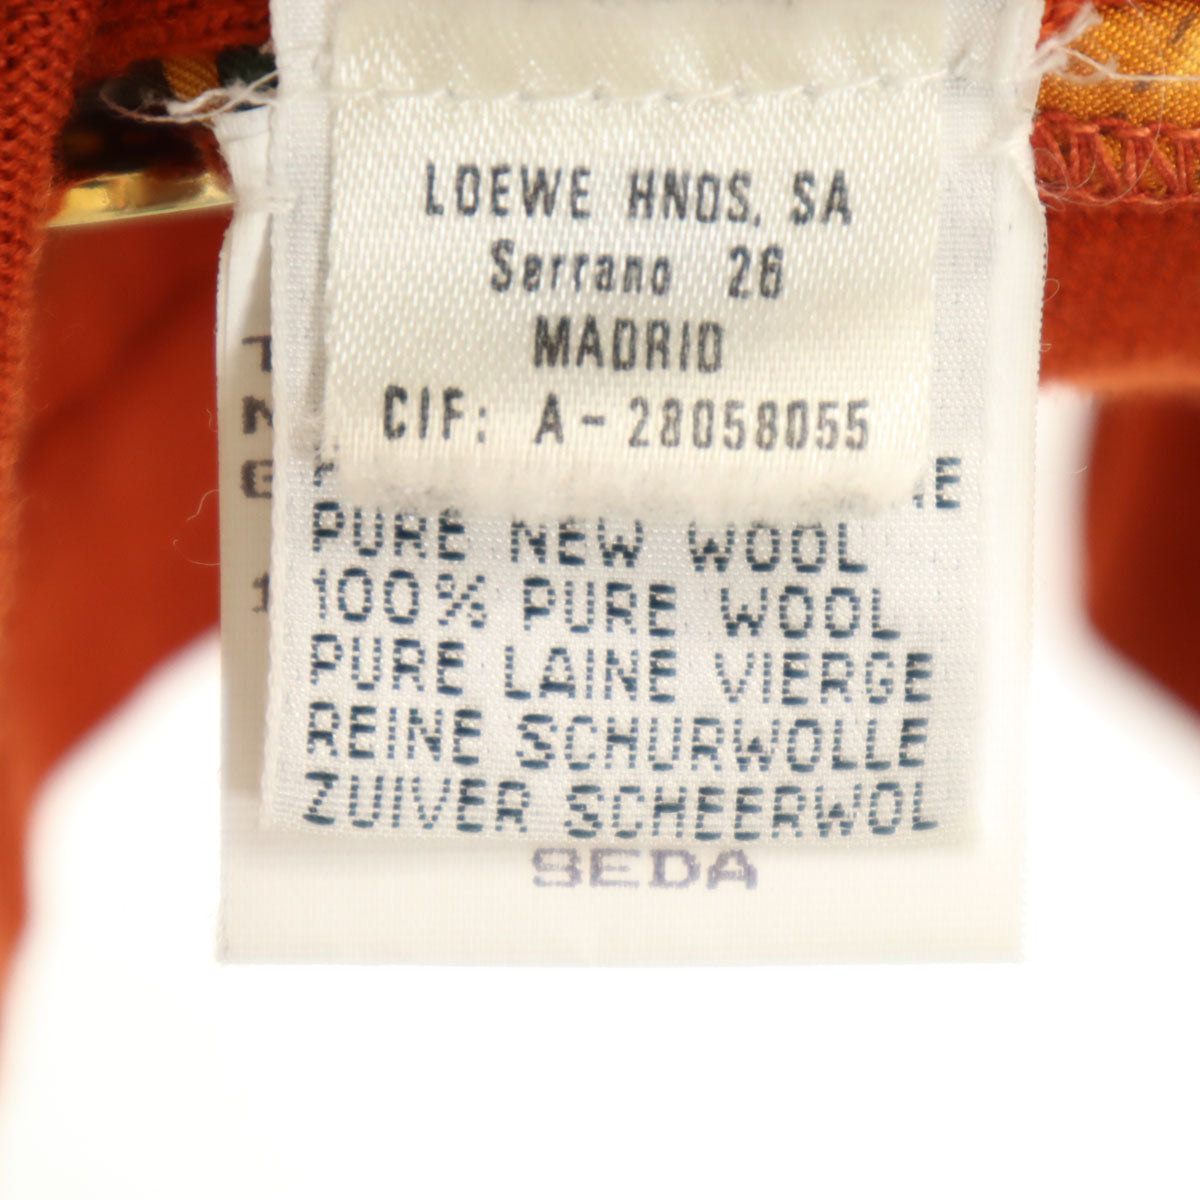 LOEWE HNOS, SA
Serrano 26
MADRID
CIF: A-28058055
PURE NEW WOOL
100% PURE WOOL
PURE LAINE VIERGE
REINE SCHURWOLLE
ZUIVER SCHEERWOL
SEDA